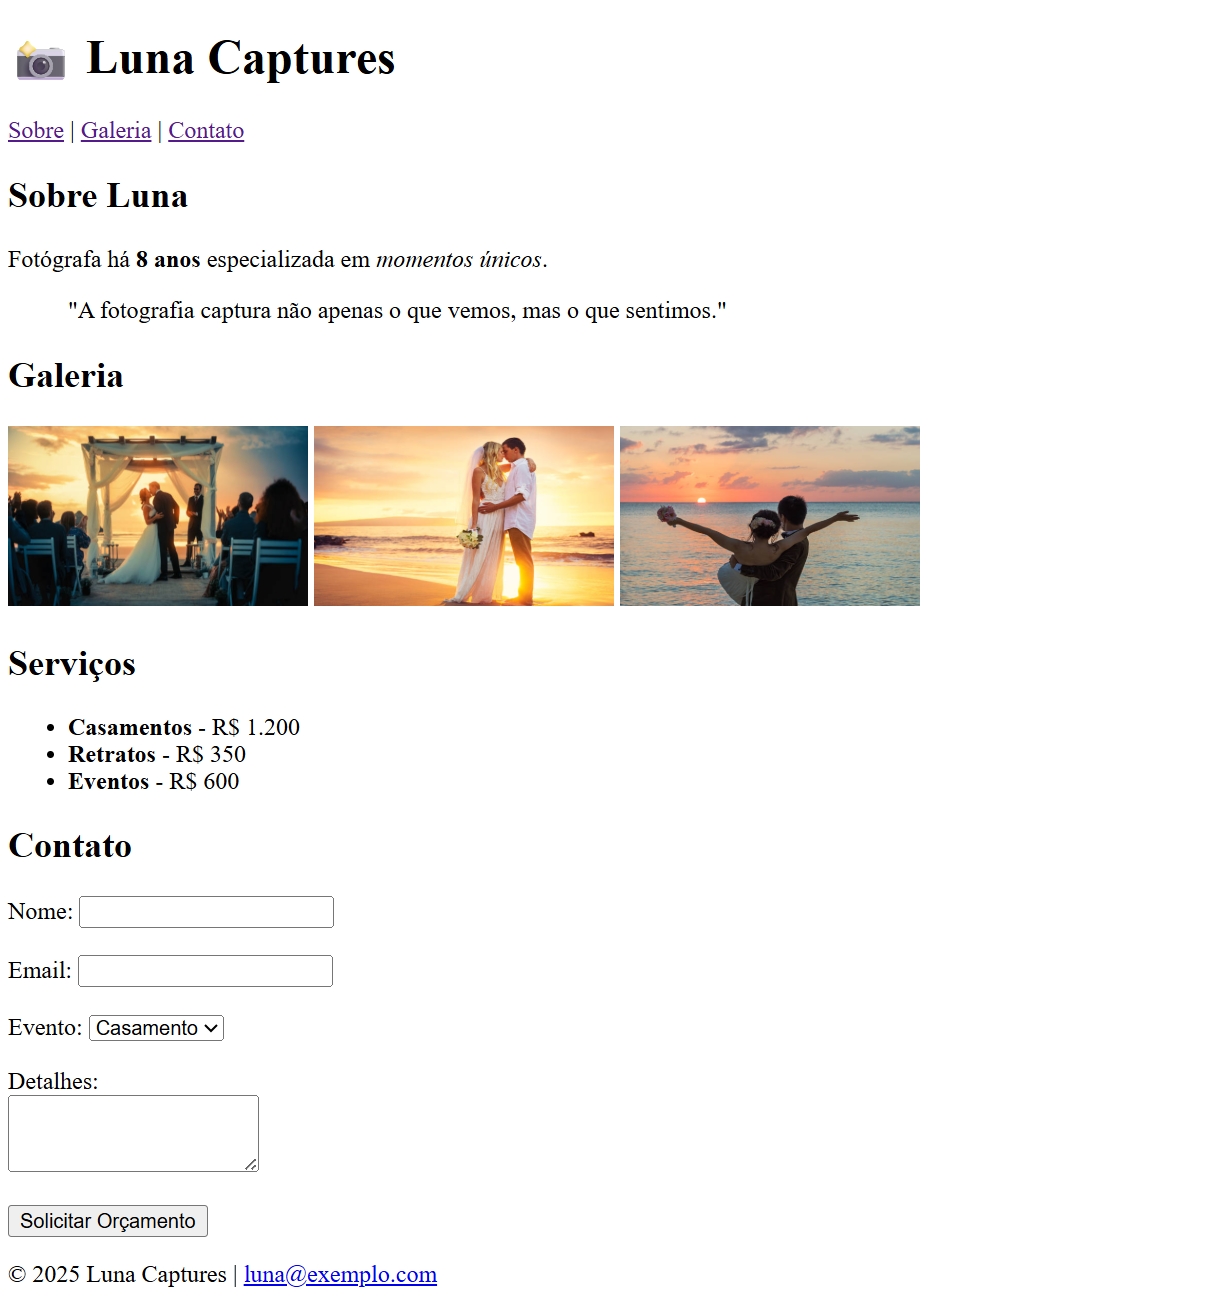 📸 Luna Captures
Sobre | Galeria | Contato
Sobre Luna
Fotógrafa há 8 anos especializada em momentos únicos.
"A fotografia captura não apenas o que vemos, mas o que sentimos."
Galeria
Serviços
• Casamentos - R$ 1.200
• Retratos - R$ 350
• Eventos - R$ 600
Contato
Nome:
Email:
Evento: Casamento
Detalhes:
Solicitar Orçamento
© 2025 Luna Captures | luna@exemplo.com